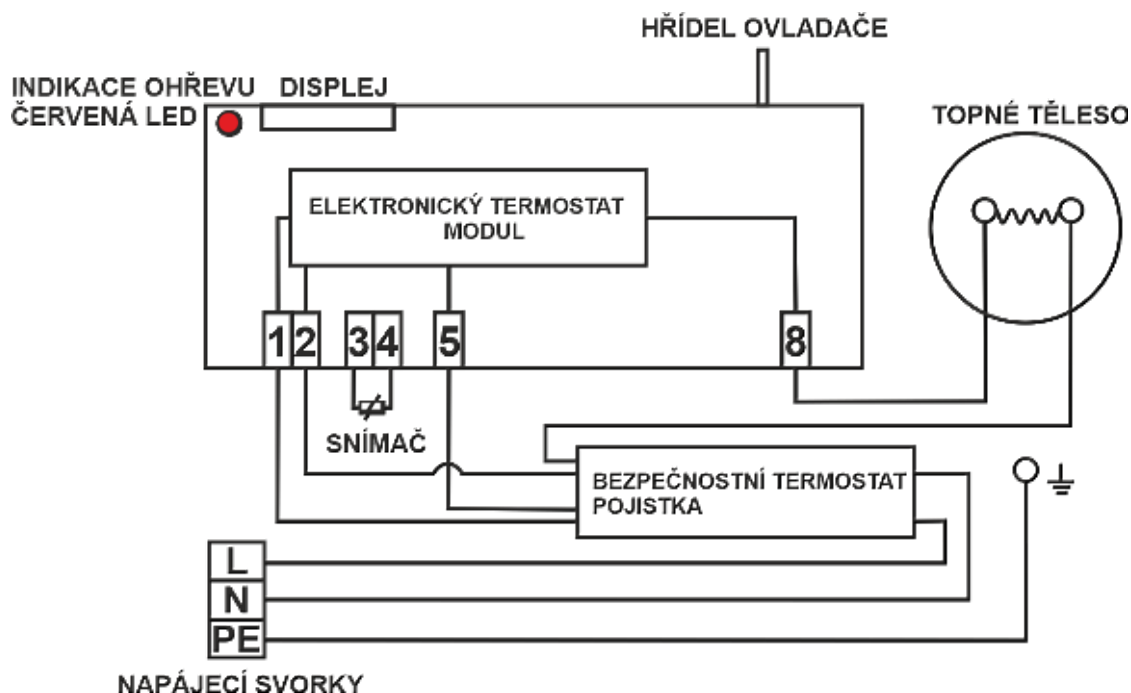 HŘÍDEL OVLADAČE
INDIKACE OHŘEVU
ČERVENÁ LED
DISPLEJ
TOPNÉ TĚLESO
ELEKTRONICKÝ TERMOSTAT
MODUL
1 2 3 4 5 8
SNÍMAČ
BEZPEČNOSTNÍ TERMOSTAT
POJISTKA
L
N
PE
NAPÁJECÍ SVORKY